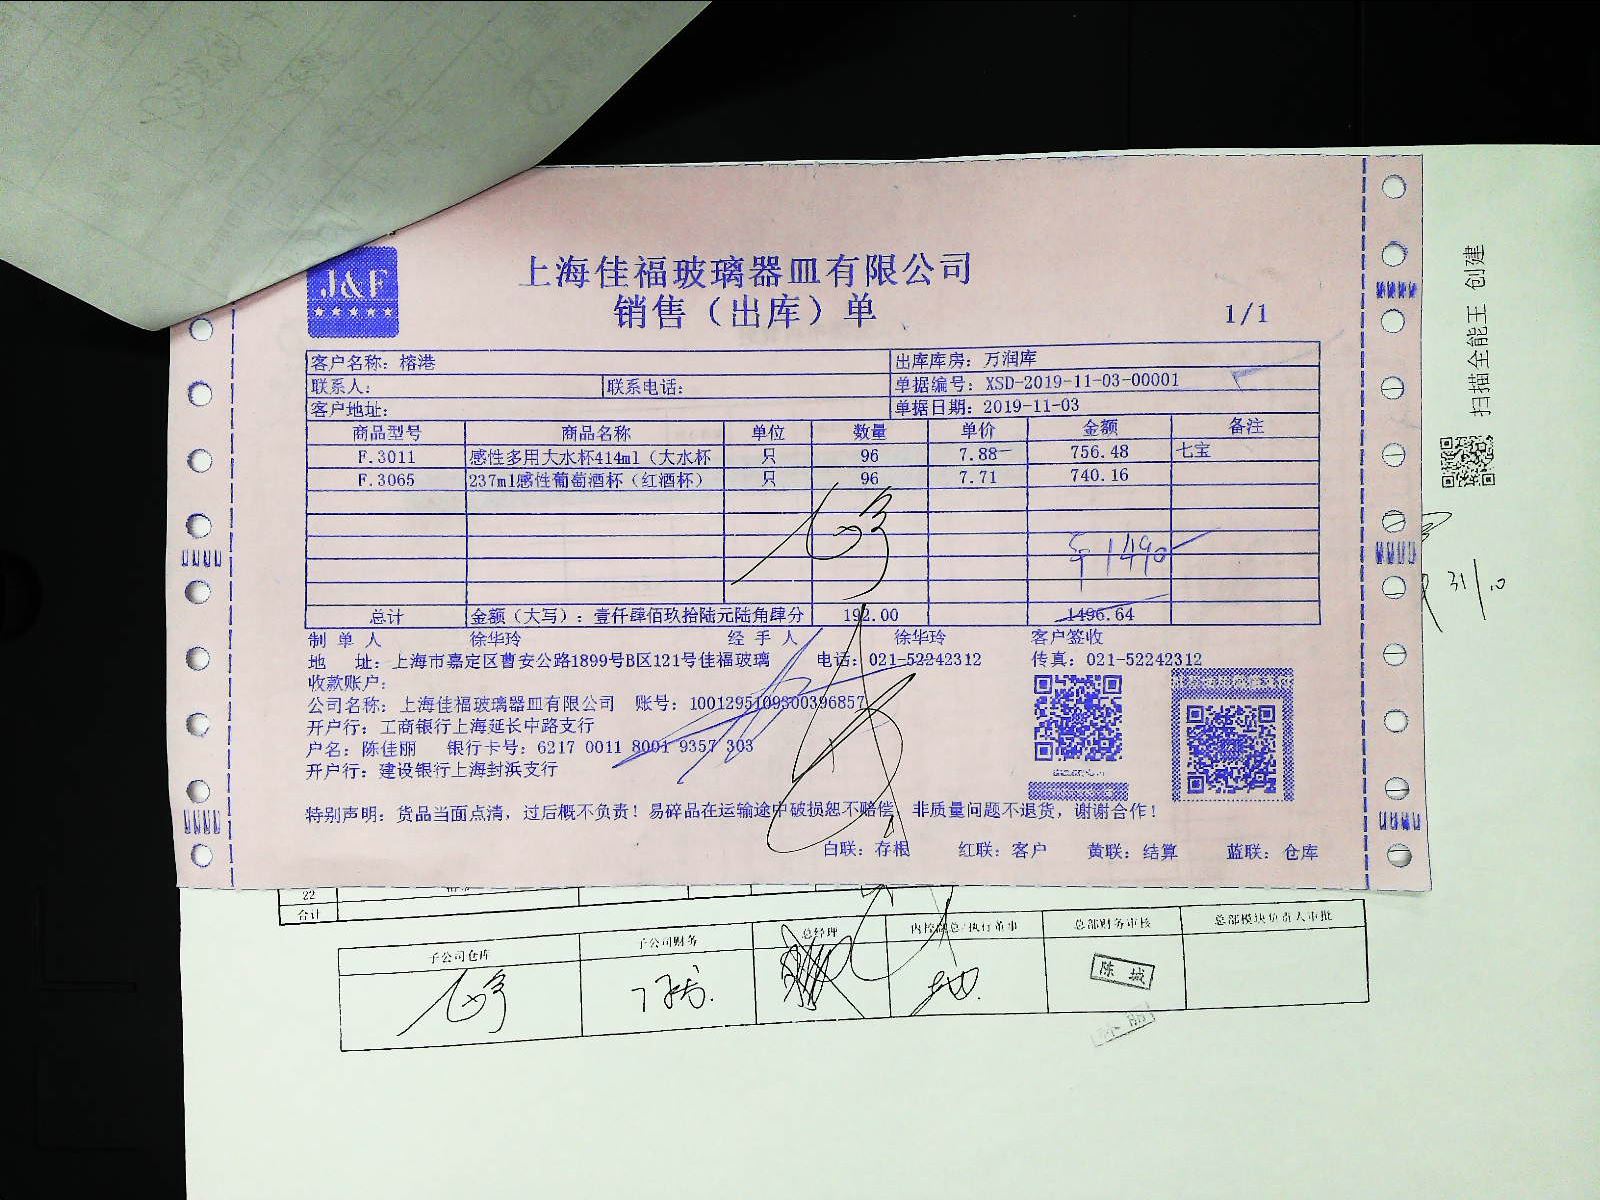 J&F
上海佳福玻璃器皿有限公司
销售（出库）单
1/1
客户名称：榕港 出库库房：万润库
联系人： 联系电话： 单据编号：XSD-2019-11-03-00001
客户地址： 单据日期：2019-11-03
商品型号 商品名称 单位 数量 单价 金额 备注
F.3011 感性多用大水杯414ml（大水杯 只 96 7.88 756.48 七宝
F.3065 237ml感性葡萄酒杯（红酒杯） 只 96 7.71 740.16
1490
总计 金额（大写）：壹仟肆佰玖拾陆元陆角肆分 192.00 1496.64
制单人 徐华玲 经手人 徐华玲 客户签收
地 址：上海市嘉定区曹安公路1899号B区121号佳福玻璃 电话：021-52242312 传真：021-52242312
收款账户：
公司名称：上海佳福玻璃器皿有限公司 账号：1001295109300396857
开户行：工商银行上海延长中路支行
户名：陈佳丽 银行卡号：6217 0011 8001 9357 303
开户行：建设银行上海封浜支行
特别声明：货品当面点清，过后概不负责！易碎品在运输途中破损恕不赔偿，非质量问题不退货，谢谢合作！
白联：存根 红联：客户 黄联：结算 蓝联：仓库
扫描全能王 创建
31/10
22
合计
子公司仓库 子公司财务 总经理 内控副总/执行董事 总部财务审核 总部模块负责人审批
陈城